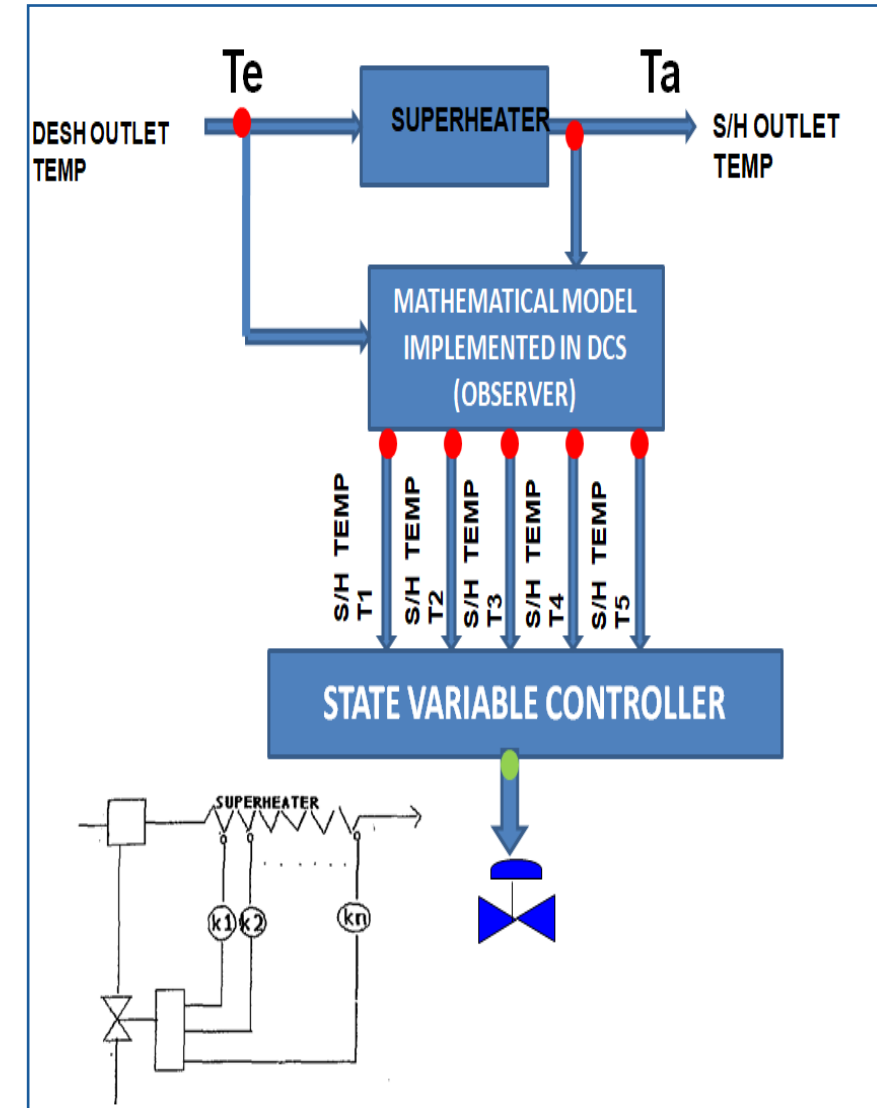 Te
Ta
DESH OUTLET
TEMP
SUPERHEATER
S/H OUTLET
TEMP
MATHEMATICAL MODEL
IMPLEMENTED IN DCS
(OBSERVER)
S/H TEMP
T1
S/H TEMP
T2
S/H TEMP
T3
S/H TEMP
T4
S/H TEMP
T5
STATE VARIABLE CONTROLLER
SUPERHEATER
k1
k2
kn